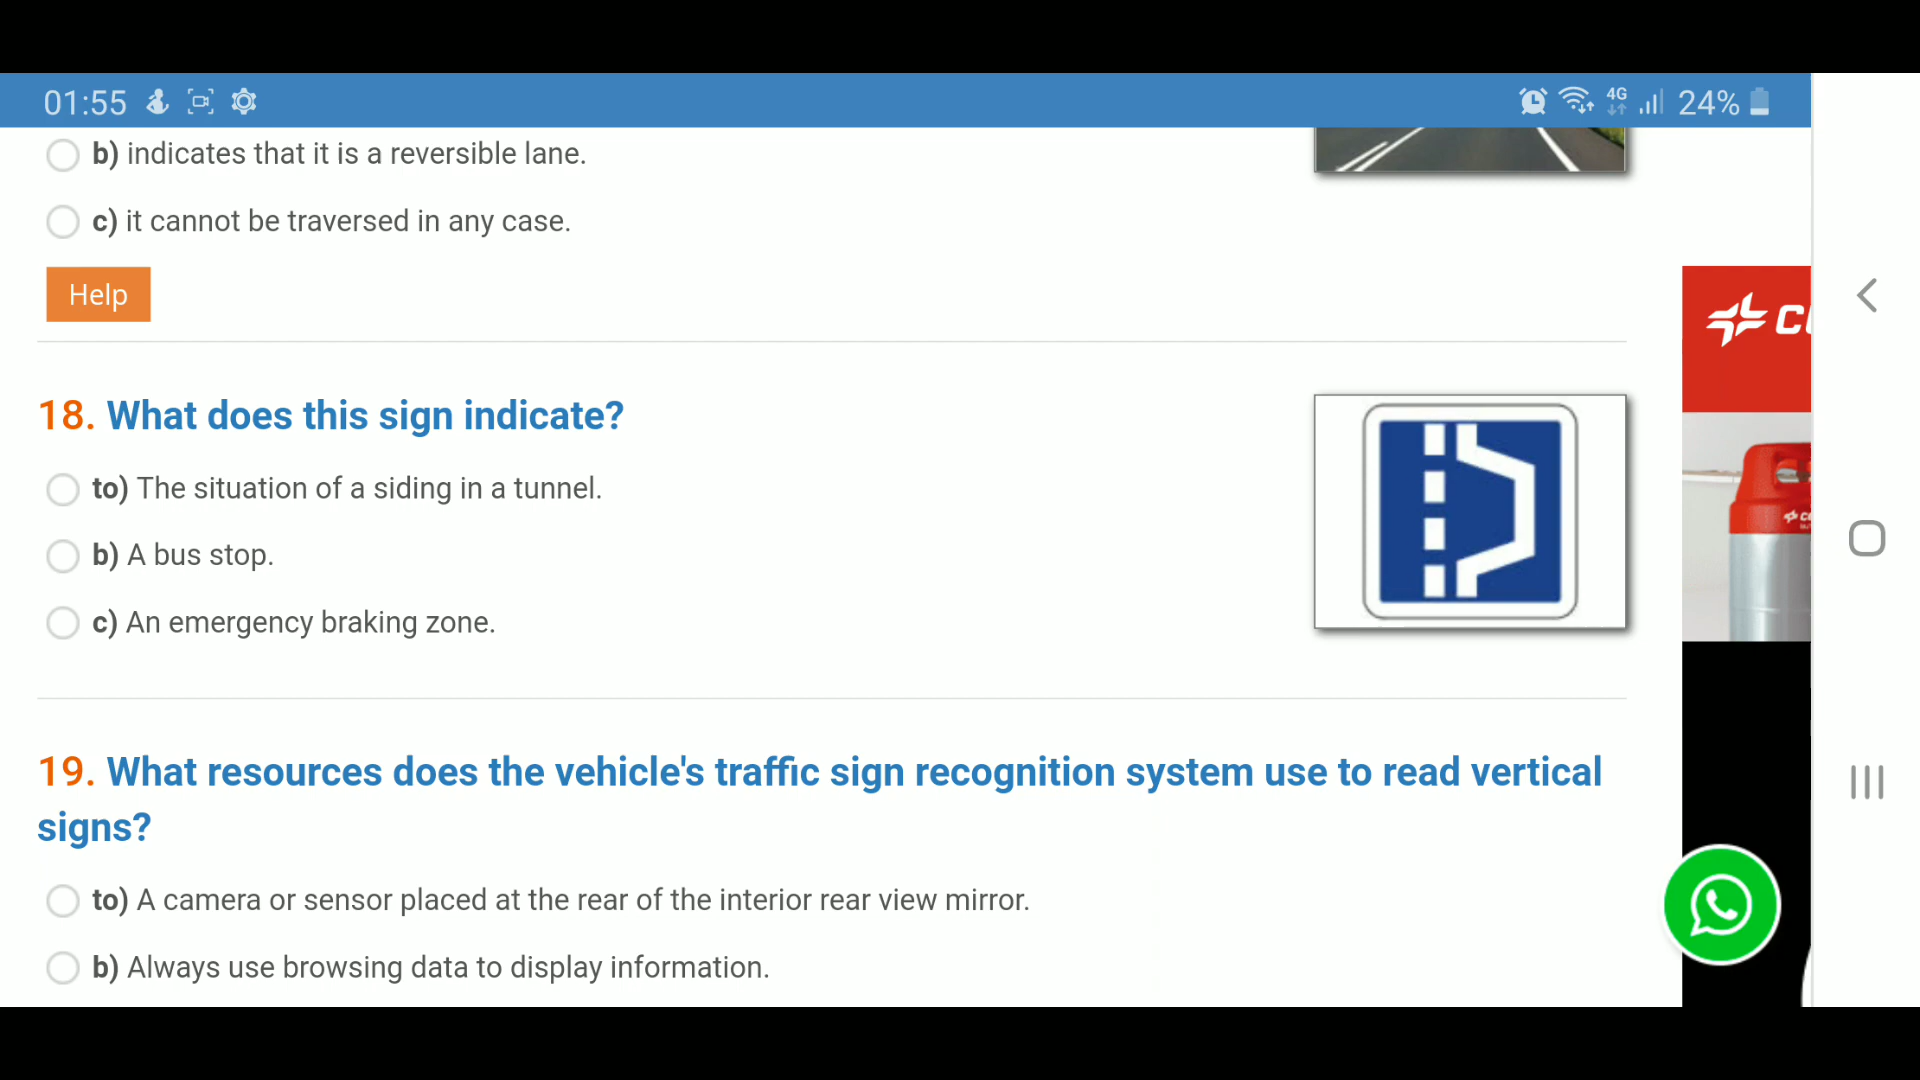 01:55
4G
24%
b) indicates that it is a reversible lane.
c) it cannot be traversed in any case.
Help
18. What does this sign indicate?
to) The situation of a siding in a tunnel.
b) A bus stop.
c) An emergency braking zone.
19. What resources does the vehicle's traffic sign recognition system use to read vertical
signs?
to) A camera or sensor placed at the rear of the interior rear view mirror.
b) Always use browsing data to display information.